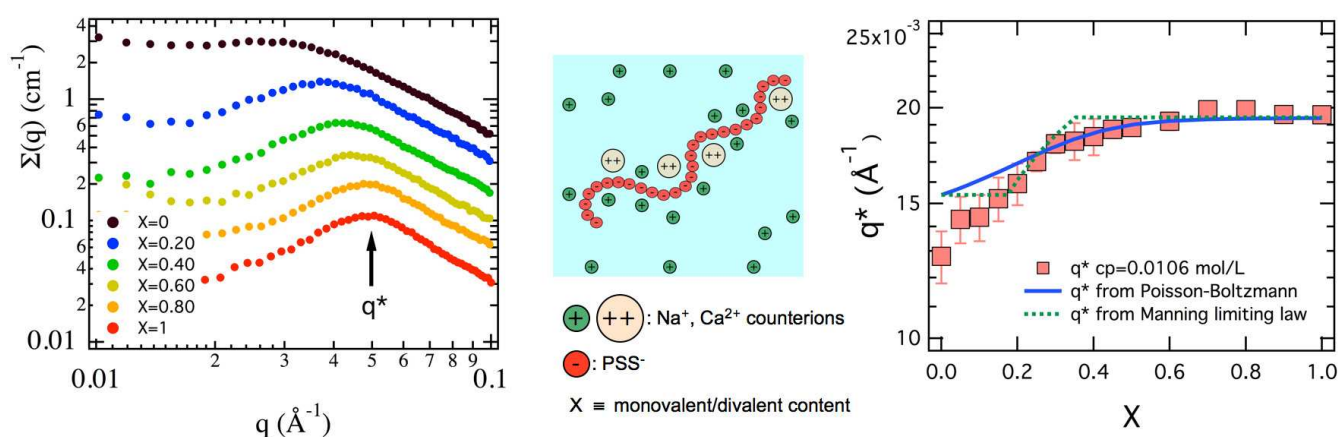 4
2
1
6
4
2
0.1
6
4
2
0.01
Σ(q) (cm⁻¹)
X=0
X=0.20
X=0.40
X=0.60
X=0.80
X=1
q*
0.01
2
3
4
5
6
7
8
9
0.1
q (Å⁻¹)
+ ++ : Na⁺, Ca²⁺ counterions
- : PSS⁻
X ≡ monovalent/divalent content
25x10⁻³
20
15
10
q* (Å⁻¹)
q* cp=0.0106 mol/L
q* from Poisson-Boltzmann
q* from Manning limiting law
0.0 0.2 0.4 0.6 0.8 1.0
X